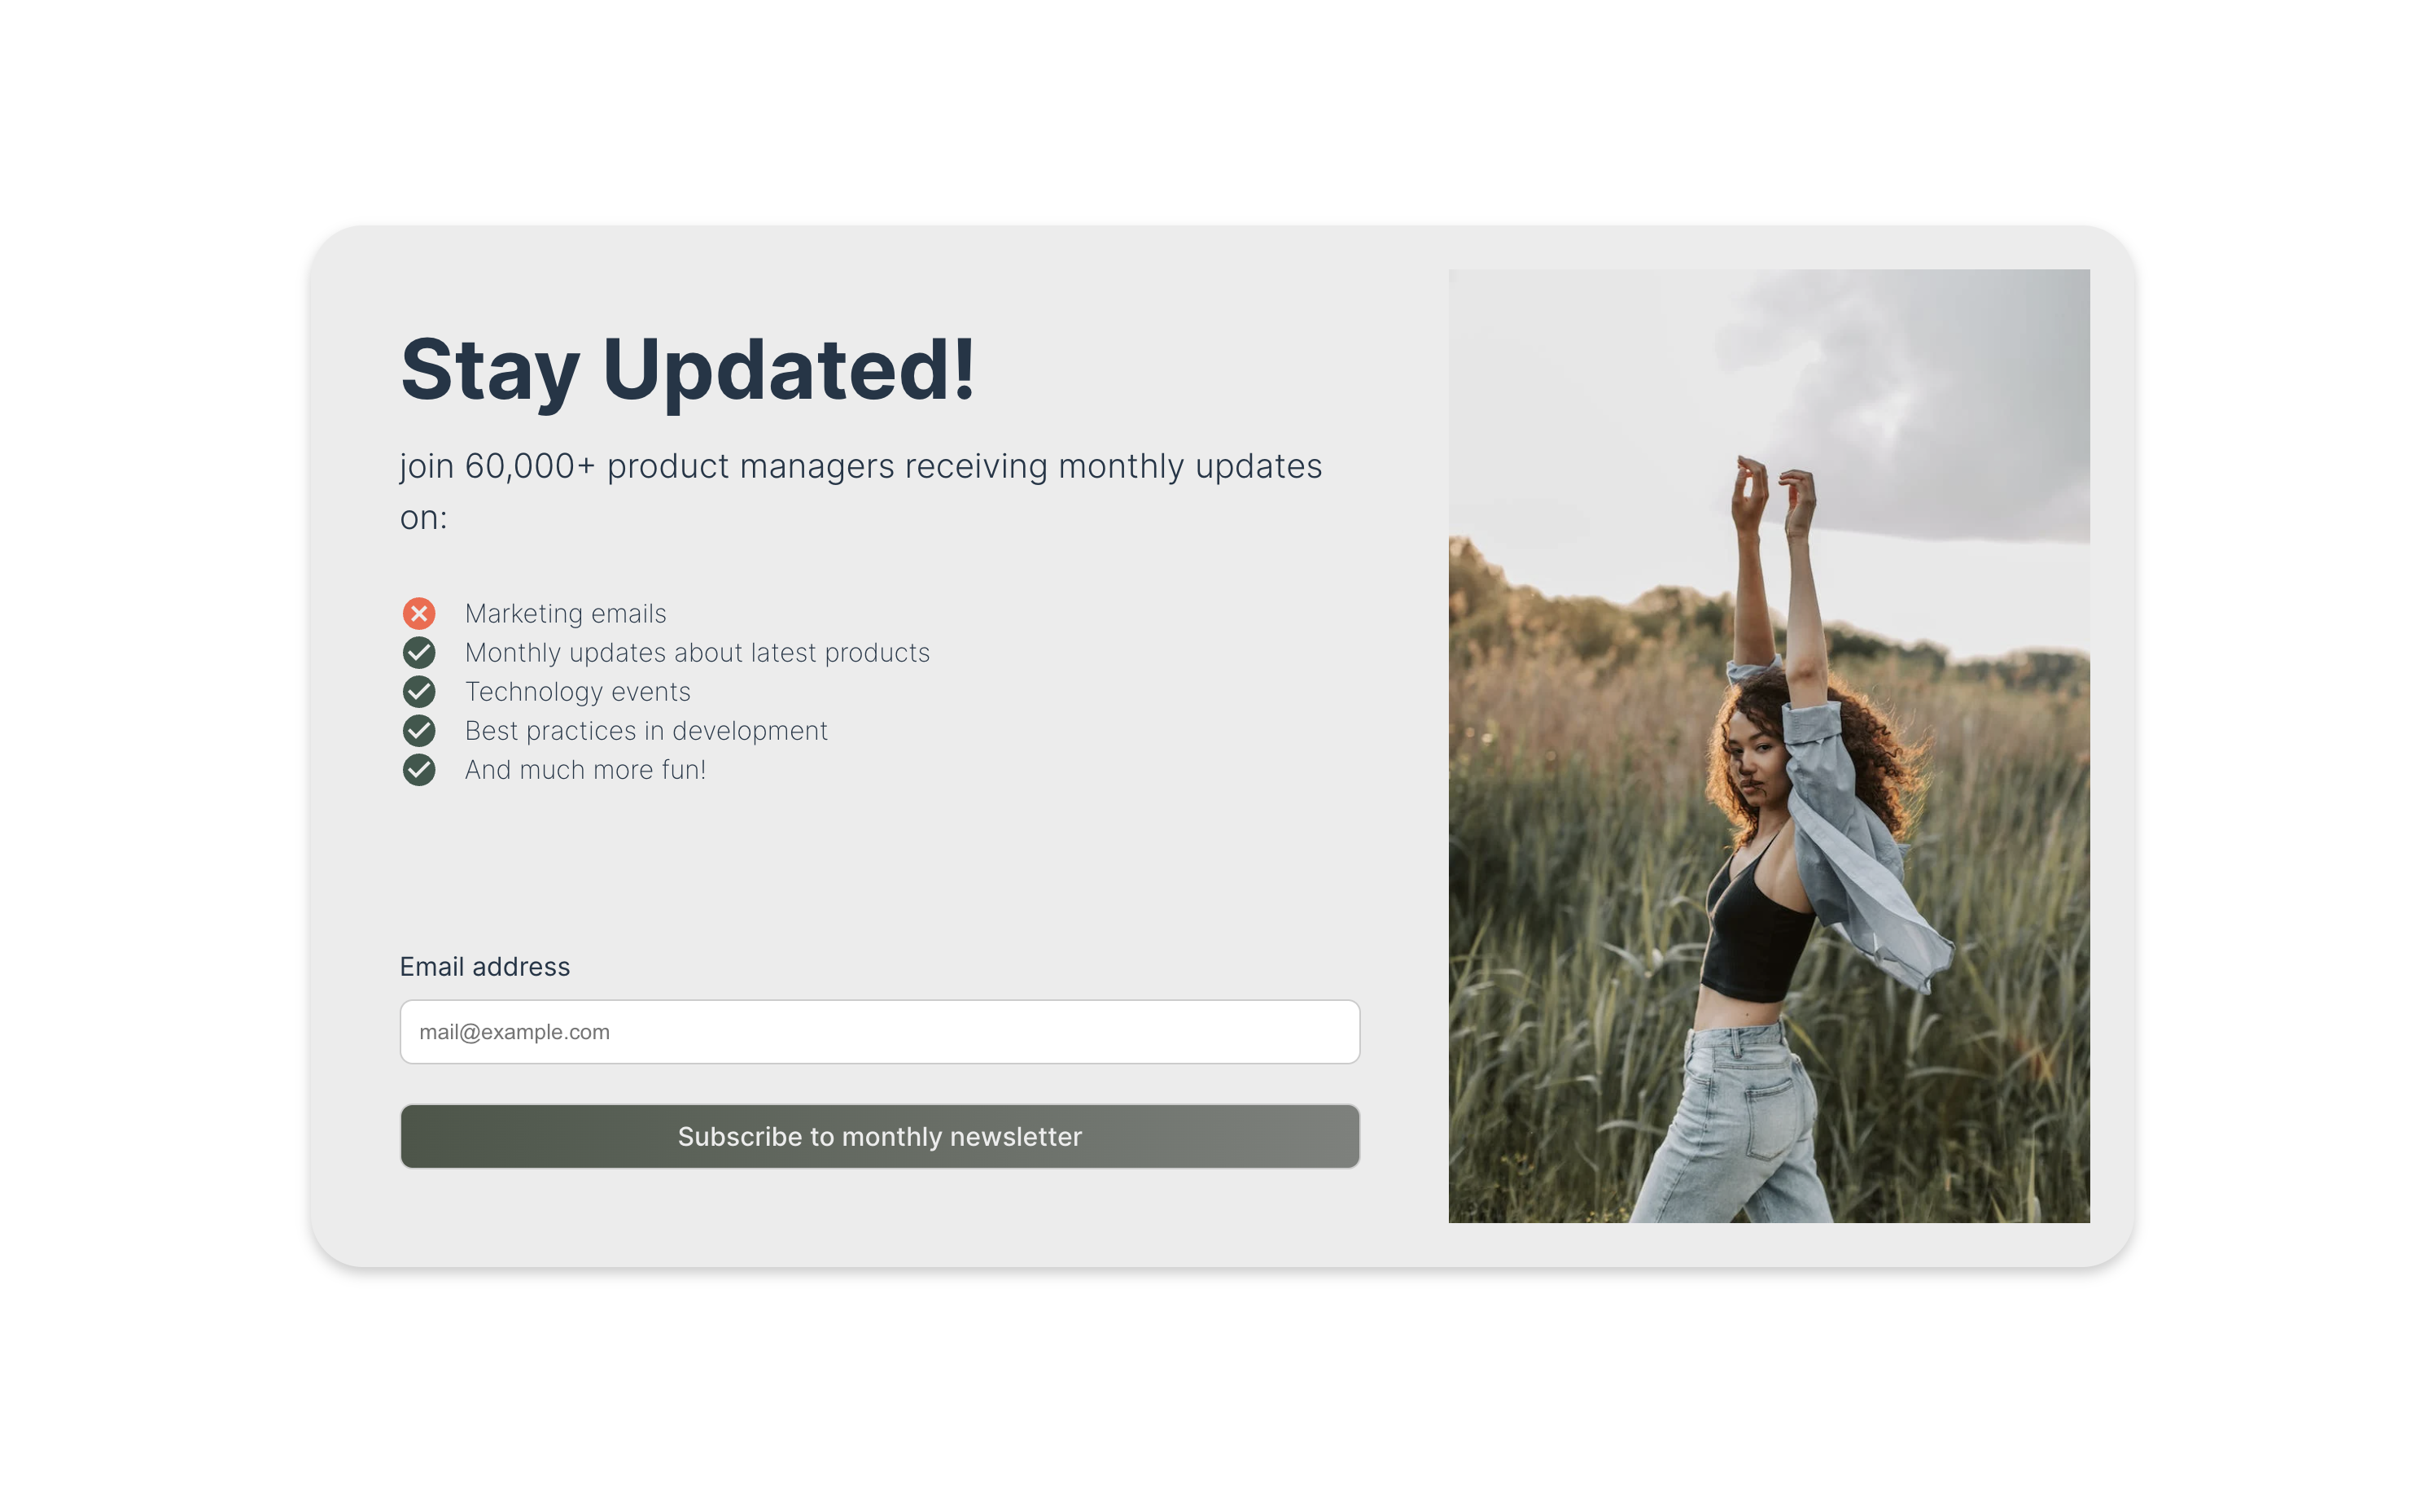 Stay Updated!
join 60,000+ product managers receiving monthly updates
on:
Marketing emails
Monthly updates about latest products
Technology events
Best practices in development
And much more fun!
Email address
mail@example.com
Subscribe to monthly newsletter